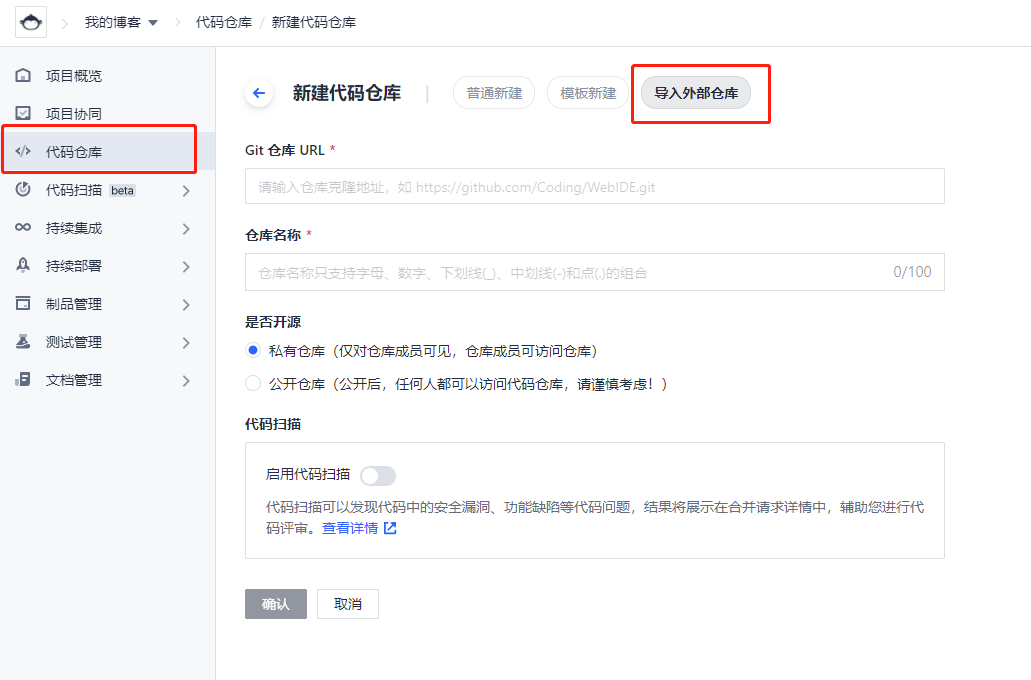 我的博客
代码仓库 / 新建代码仓库
项目概览
项目协同
代码仓库
代码扫描 beta
持续集成
持续部署
制品管理
测试管理
文档管理
新建代码仓库
普通新建
模板新建
导入外部仓库
Git 仓库 URL *
请输入仓库克隆地址，如 https://github.com/Coding/WebIDE.git
仓库名称 *
仓库名称只支持字母、数字、下划线(_)、中划线(-)和点(.)的组合
0/100
是否开源
私有仓库（仅对仓库成员可见，仓库成员可访问仓库）
公开仓库（公开后，任何人都可以访问代码仓库，请谨慎考虑！）
代码扫描
启用代码扫描
代码扫描可以发现代码中的安全漏洞、功能缺陷等代码问题，结果将展示在合并请求详情中，辅助您进行代
码评审。查看详情
确认
取消